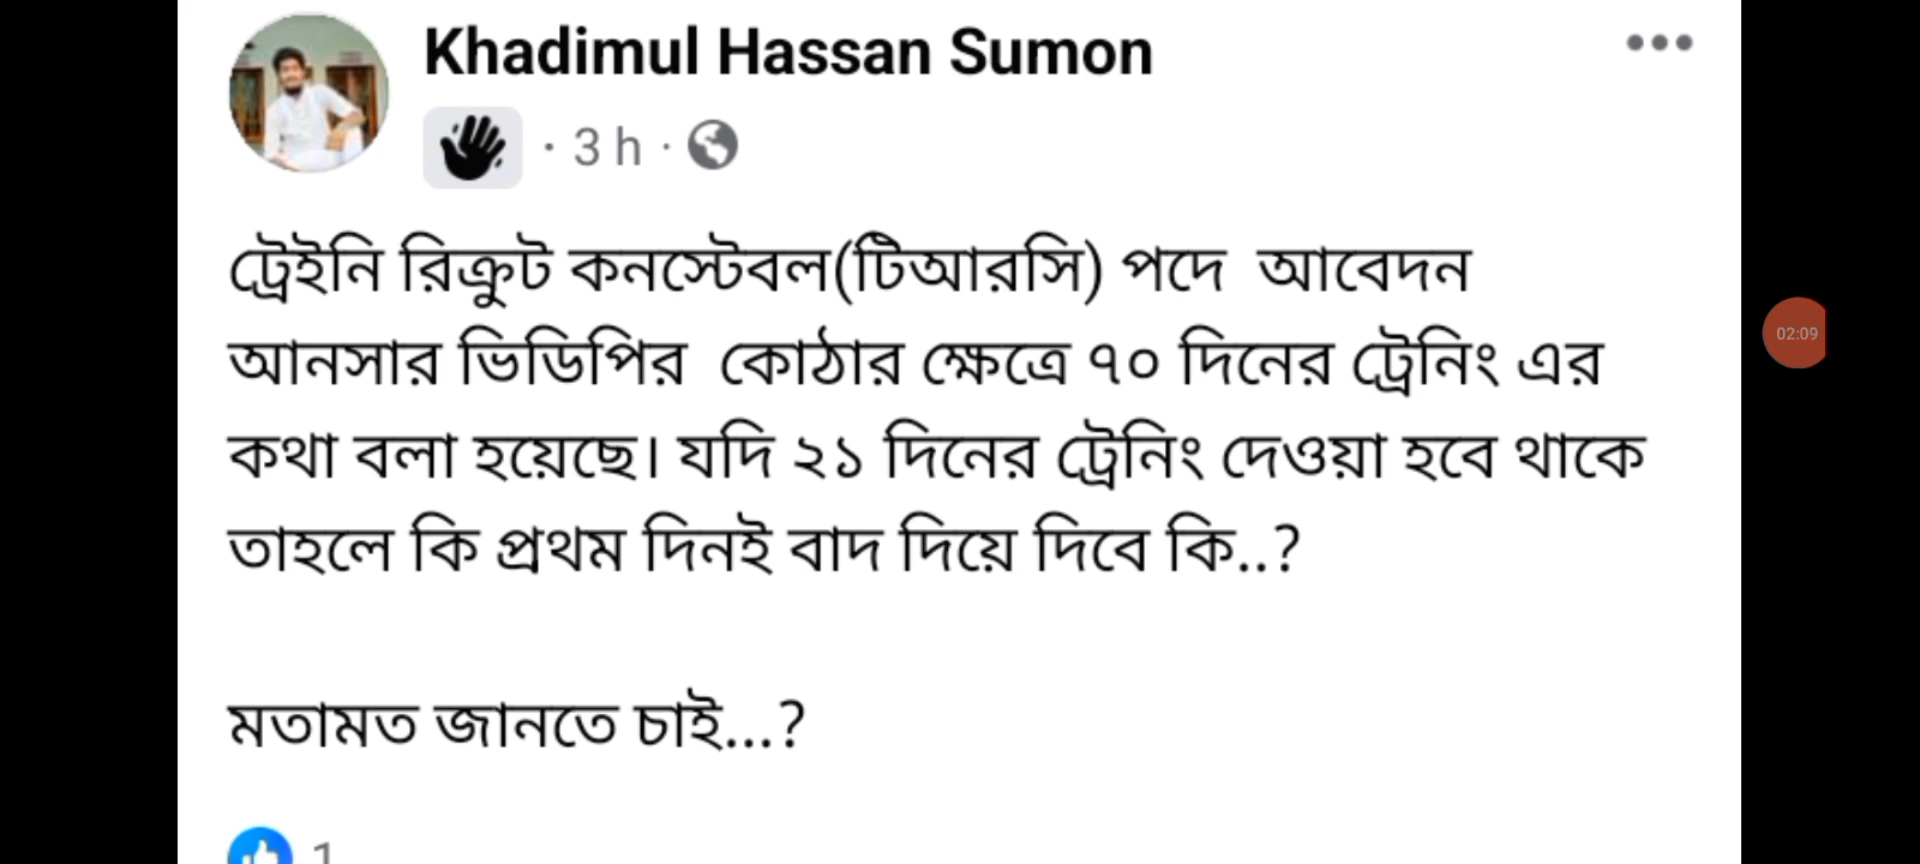 Khadimul Hassan Sumon
· 3 h ·
ট্রেইনি রিক্রুট কনস্টেবল(টিআরসি) পদে আবেদন
আনসার ভিডিপির কোঠার ক্ষেত্রে ৭০ দিনের ট্রেনিং এর
কথা বলা হয়েছে। যদি ২১ দিনের ট্রেনিং দেওয়া হবে থাকে
তাহলে কি প্রথম দিনই বাদ দিয়ে দিবে কি..?
মতামত জানতে চাই...?
02:09
1